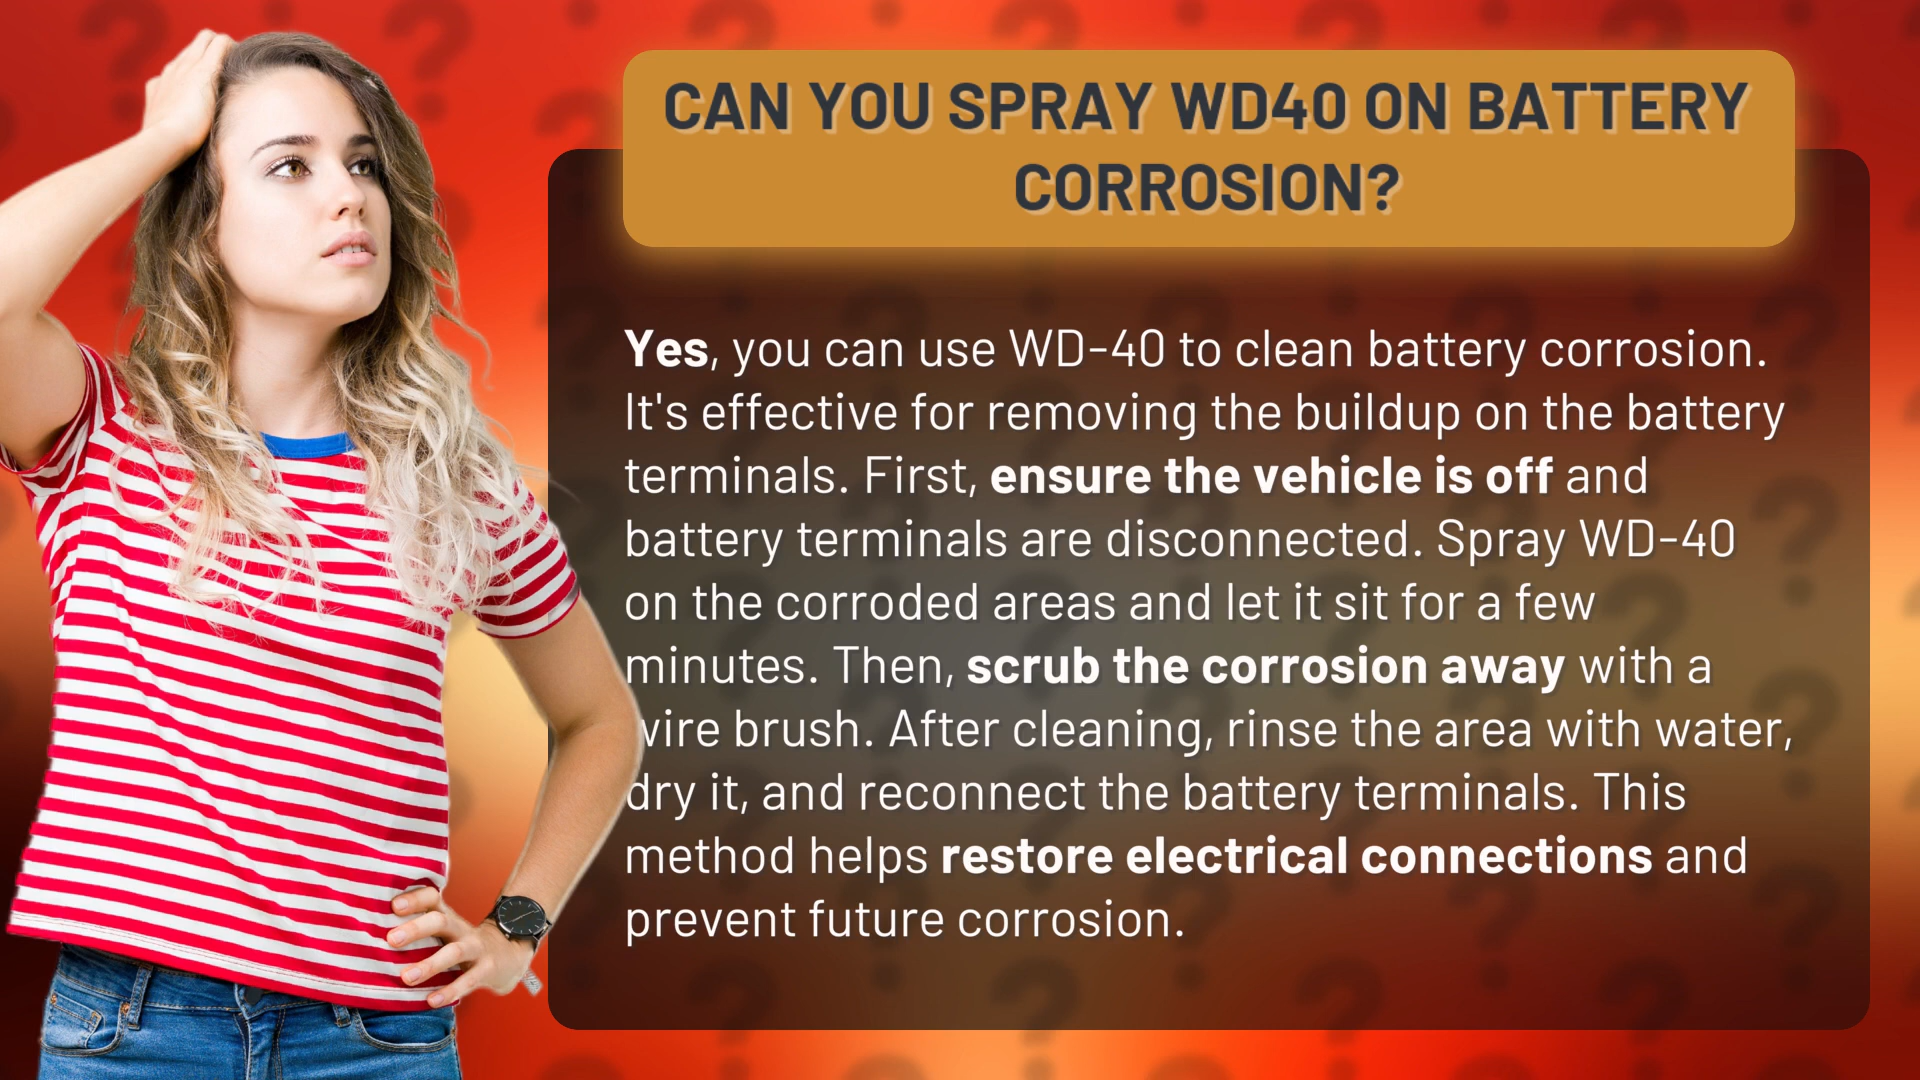 CAN YOU SPRAY WD40 ON BATTERY
CORROSION?
Yes, you can use WD-40 to clean battery corrosion.
It's effective for removing the buildup on the battery
terminals. First, ensure the vehicle is off and
battery terminals are disconnected. Spray WD-40
on the corroded areas and let it sit for a few
minutes. Then, scrub the corrosion away with a
wire brush. After cleaning, rinse the area with water,
dry it, and reconnect the battery terminals. This
method helps restore electrical connections and
prevent future corrosion.